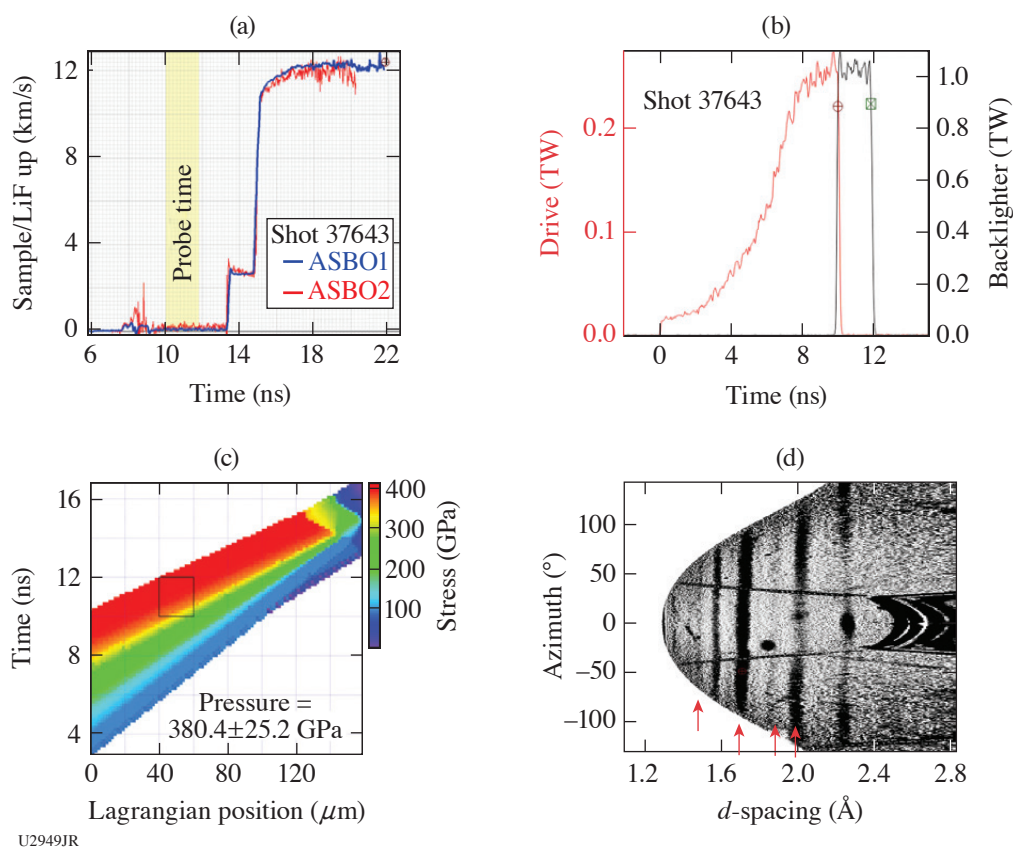 (a)
Sample/LiF up (km/s)
12
8
4
0
6
10
14
18
22
Time (ns)
Probe time
Shot 37643
ASBO1
ASBO2
(b)
Drive (TW)
0.2
0.1
0.0
Shot 37643
1.0
0.8
0.6
0.4
0.2
0.0
Backlighter (TW)
0
4
8
12
Time (ns)
(c)
Time (ns)
16
12
8
4
0
40
80
120
Lagrangian position (μm)
Pressure =
380.4±25.2 GPa
400
300
200
100
Stress (GPa)
(d)
Azimuth (°)
100
50
0
−50
−100
1.2
1.6
2.0
2.4
2.8
d-spacing (Å)
U2949JR